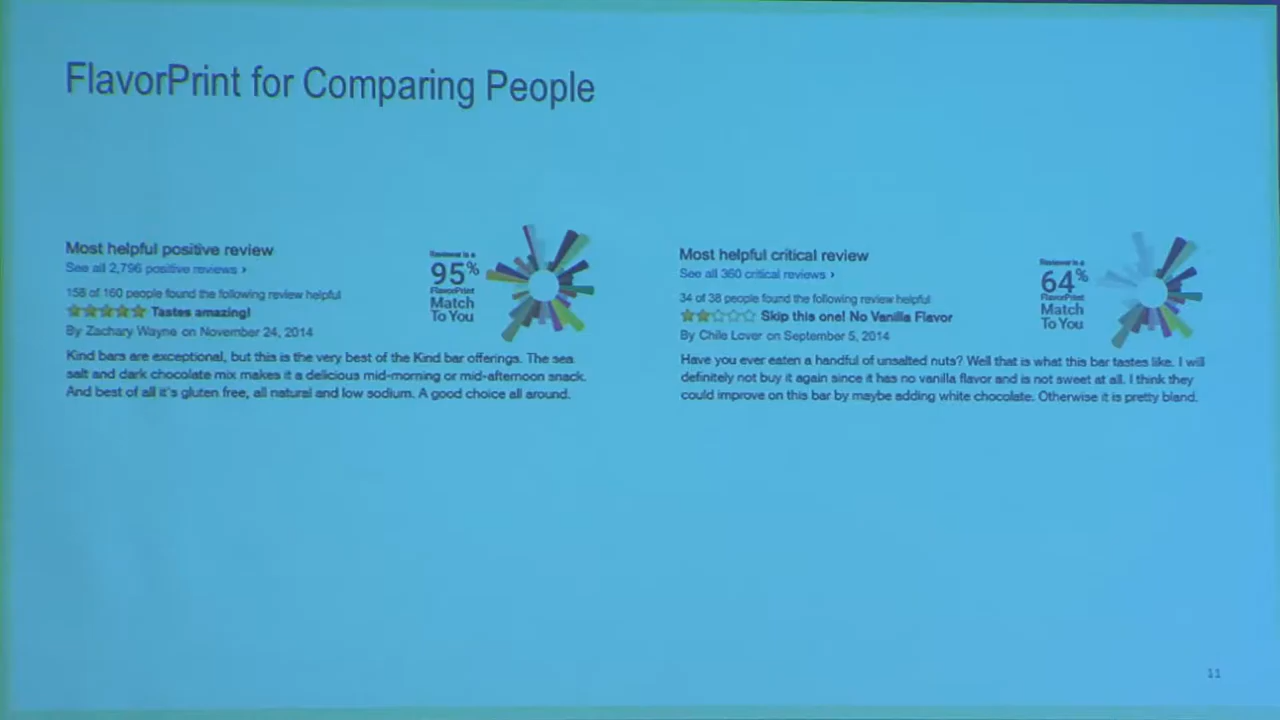 FlavorPrint for Comparing People
Most helpful positive review
See all 2,796 positive reviews ›
158 of 160 people found the following review helpful
Tastes amazing!
By Zachary Wayne on November 24, 2014
Reviewer is a
95%
FlavorPrint
Match
To You
Kind bars are exceptional, but this is the very best of the Kind bar offerings. The sea
salt and dark chocolate mix makes it a delicious mid-morning or mid-afternoon snack.
And best of all it's gluten free, all natural and low sodium. A good choice all around.
Most helpful critical review
See all 360 critical reviews ›
34 of 38 people found the following review helpful
Skip this one! No Vanilla Flavor
By Chile Lover on September 5, 2014
Reviewer is a
64%
FlavorPrint
Match
To You
Have you ever eaten a handful of unsalted nuts? Well that is what this bar tastes like. I will
definitely not buy it again since it has no vanilla flavor and is not sweet at all. I think they
could improve on this bar by maybe adding white chocolate. Otherwise it is pretty bland.
11